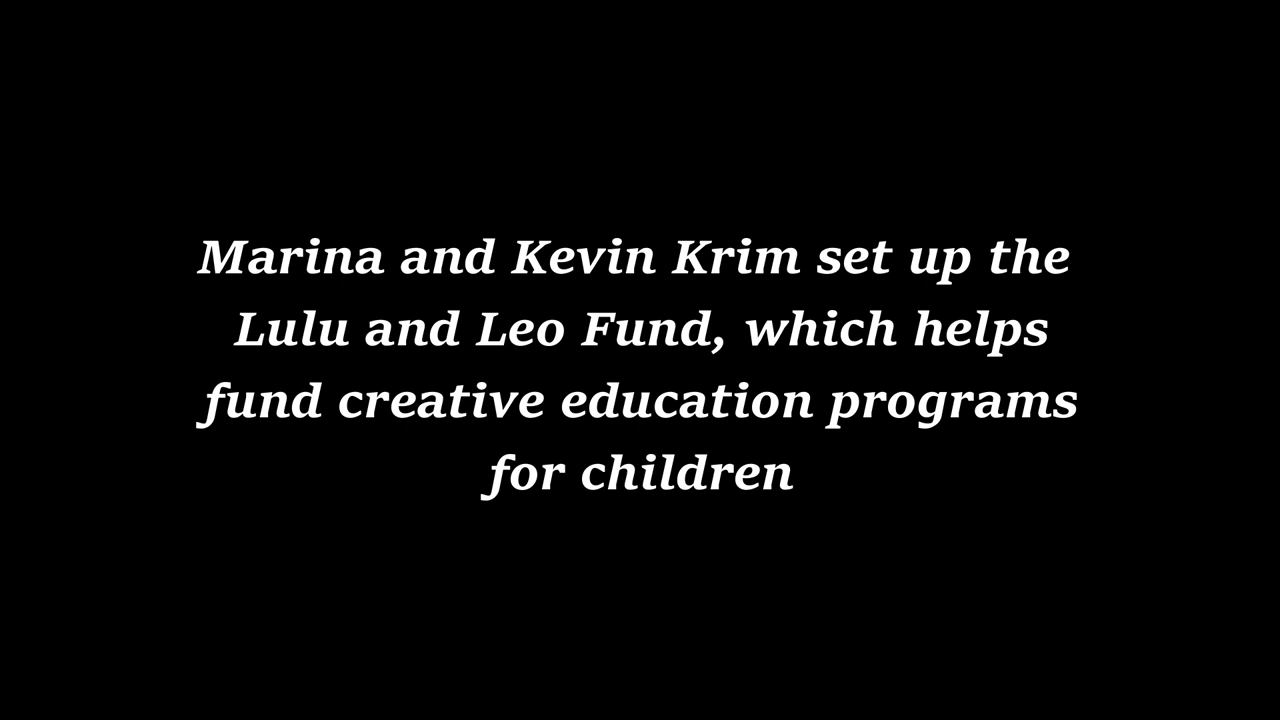 Marina and Kevin Krim set up the
Lulu and Leo Fund, which helps
fund creative education programs
for children